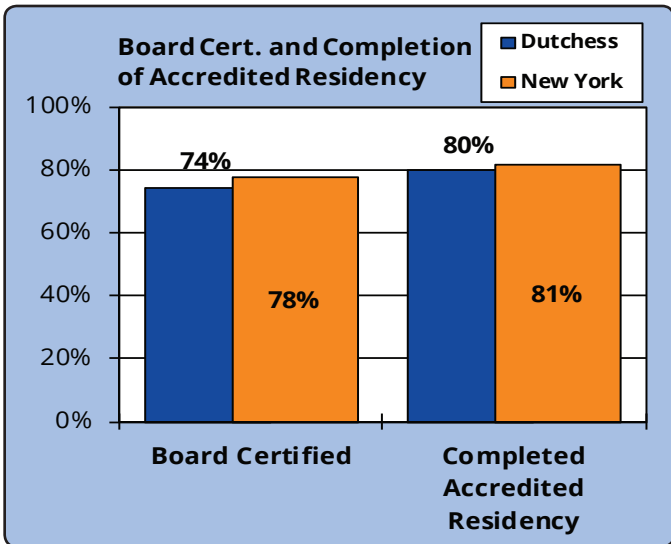 Board Cert. and Completion
of Accredited Residency
Dutchess
New York
100%
80%
60%
40%
20%
0%
74%
78%
80%
81%
Board Certified
Completed
Accredited
Residency